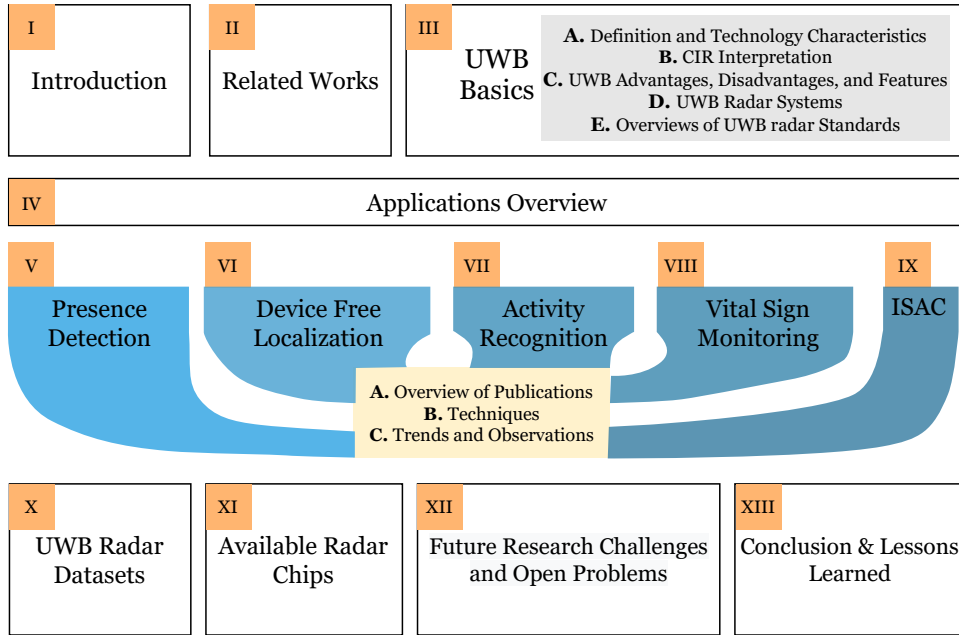 I
Introduction
II
Related Works
III
UWB
Basics
A. Definition and Technology Characteristics
B. CIR Interpretation
C. UWB Advantages, Disadvantages, and Features
D. UWB Radar Systems
E. Overviews of UWB radar Standards
IV
Applications Overview
V
Presence
Detection
VI
Device Free
Localization
VII
Activity
Recognition
VIII
Vital Sign
Monitoring
IX
ISAC
A. Overview of Publications
B. Techniques
C. Trends and Observations
X
UWB Radar
Datasets
XI
Available Radar
Chips
XII
Future Research Challenges
and Open Problems
XIII
Conclusion & Lessons
Learned